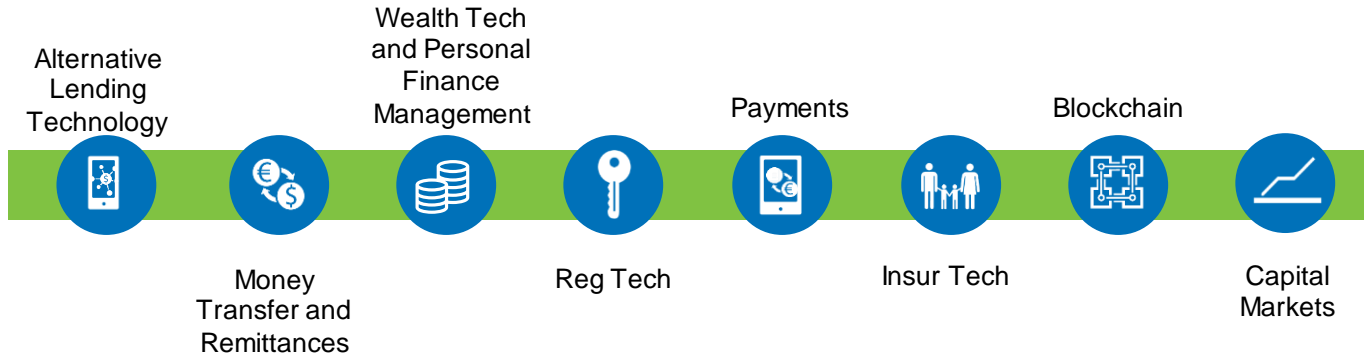 Alternative
Lending
Technology
Money
Transfer and
Remittances
Wealth Tech
and Personal
Finance
Management
Reg Tech
Payments
Insur Tech
Blockchain
Capital
Markets